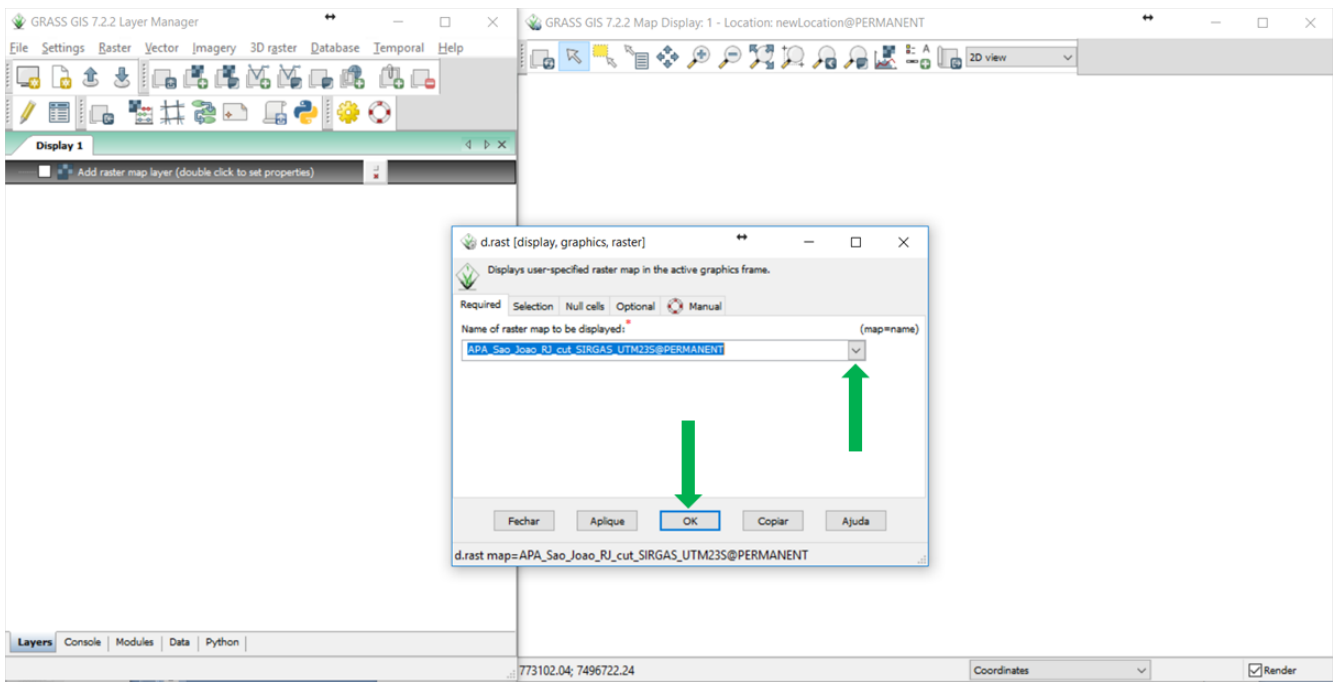 GRASS GIS 7.2.2 Layer Manager
GRASS GIS 7.2.2 Map Display: 1 - Location: newLocation@PERMANENT
File Settings Raster Vector Imagery 3D raster Database Temporal Help
2D view
Display 1
Add raster map layer (double click to set properties)
d.rast [display, graphics, raster]
Displays user-specified raster map in the active graphics frame.
Required Selection Null cells Optional Manual
Name of raster map to be displayed:* (map=name)
APA_Sao_Joao_RJ_cut_SIRGAS_UTM23S@PERMANENT
Fechar Aplique OK Copiar Ajuda
d.rast map=APA_Sao_Joao_RJ_cut_SIRGAS_UTM23S@PERMANENT
Layers Console Modules Data Python
773102.04; 7496722.24
Coordinates
Render